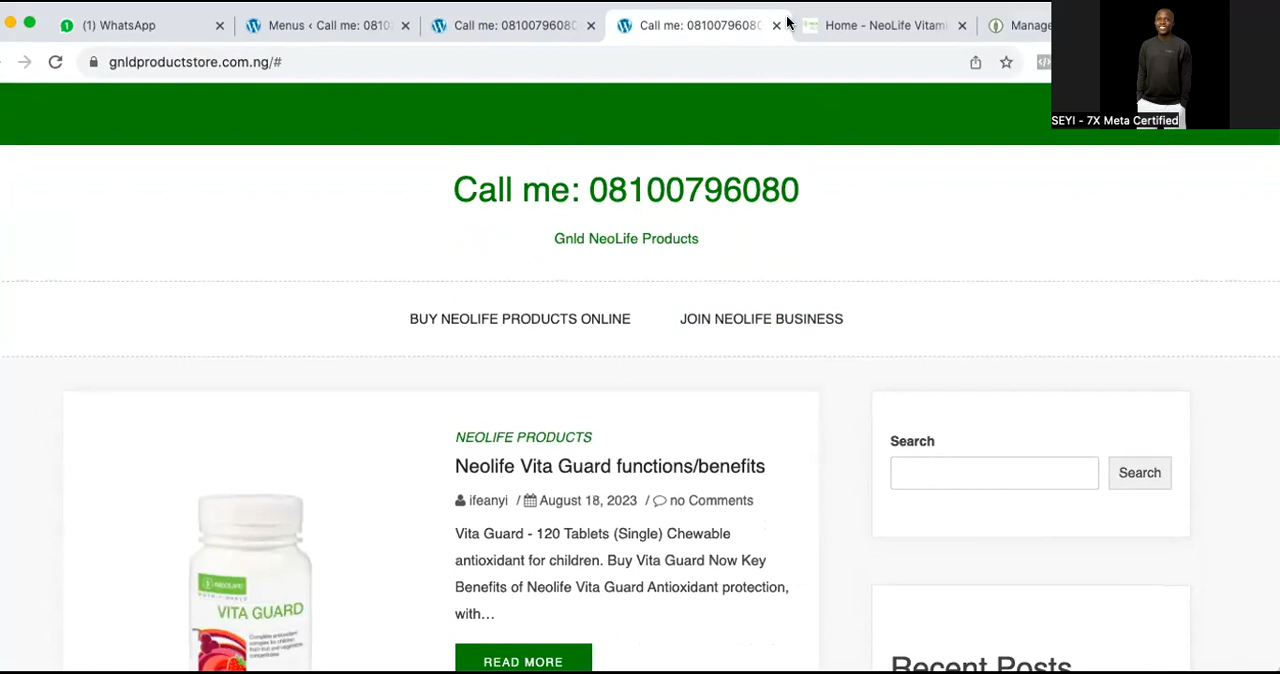 (1) WhatsApp
Menus ‹ Call me: 0810
Call me: 0810079608
Call me: 0810079608
Home - NeoLife Vitami
Manage
gnldproductstore.com.ng/#
SEYI - 7X Meta Certified
Call me: 08100796080
Gnld NeoLife Products
BUY NEOLIFE PRODUCTS ONLINE
JOIN NEOLIFE BUSINESS
NEOLIFE PRODUCTS
Neolife Vita Guard functions/benefits
ifeanyi / August 18, 2023 / no Comments
Vita Guard - 120 Tablets (Single) Chewable
antioxidant for children. Buy Vita Guard Now Key
Benefits of Neolife Vita Guard Antioxidant protection,
with…
READ MORE
NEOLIFE
VITA GUARD
Search
Search
Recent Posts